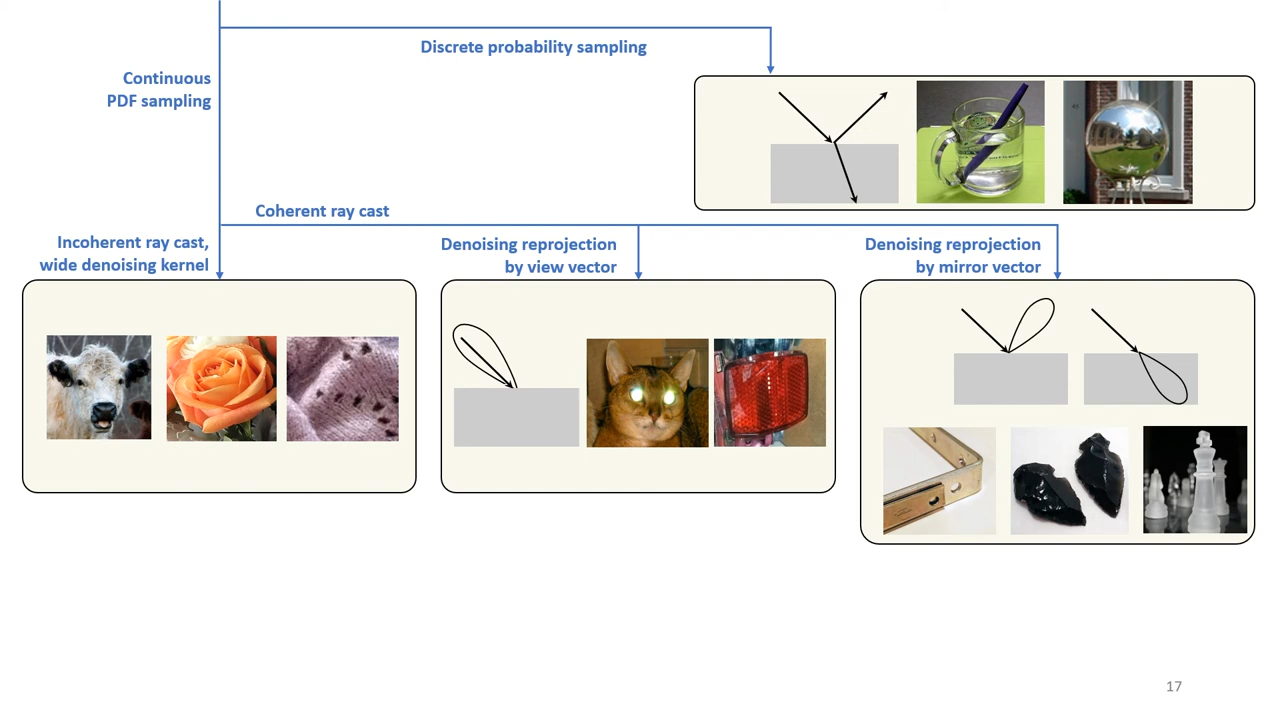 Discrete probability sampling
Continuous
PDF sampling
Coherent ray cast
Incoherent ray cast,
wide denoising kernel
Denoising reprojection
by view vector
Denoising reprojection
by mirror vector
17